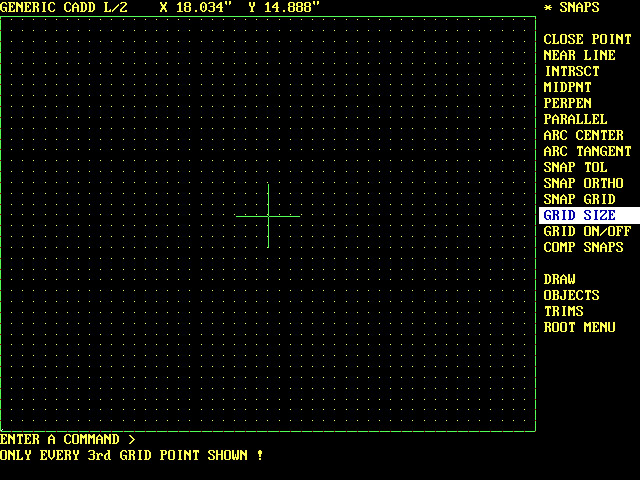 GENERIC CADD L/2 X 18.034" Y 14.888"
* SNAPS
CLOSE POINT
NEAR LINE
INTRSCT
MIDPNT
PERPEN
PARALLEL
ARC CENTER
ARC TANGENT
SNAP TOL
SNAP ORTHO
SNAP GRID
GRID SIZE
GRID ON/OFF
COMP SNAPS
DRAW
OBJECTS
TRIMS
ROOT MENU
ENTER A COMMAND >
ONLY EVERY 3rd GRID POINT SHOWN !